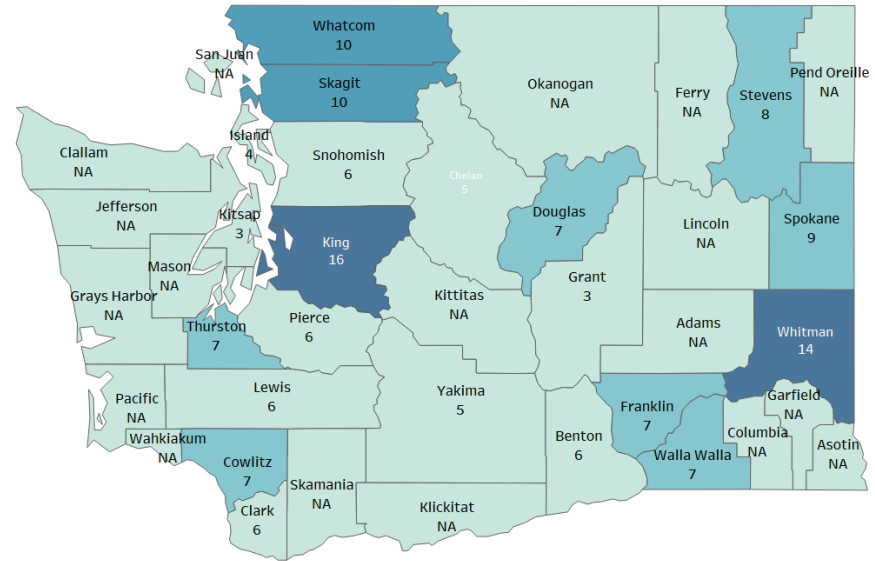 Whatcom
10
San Juan
NA
Skagit
10
Okanogan
NA
Ferry
NA
Stevens
8
Pend Oreille
NA
Island
4
Clallam
NA
Snohomish
6
Chelan
5
Jefferson
NA
Kitsap
3
King
16
Douglas
7
Lincoln
NA
Spokane
9
Mason
NA
Grays Harbor
NA
Kittitas
NA
Grant
3
Thurston
7
Pierce
6
Adams
NA
Whitman
14
Pacific
NA
Lewis
6
Yakima
5
Franklin
7
Garfield
NA
Wahkiakum
NA
Benton
6
Columbia
NA
Asotin
NA
Cowlitz
7
Walla Walla
7
Skamania
NA
Clark
6
Klickitat
NA